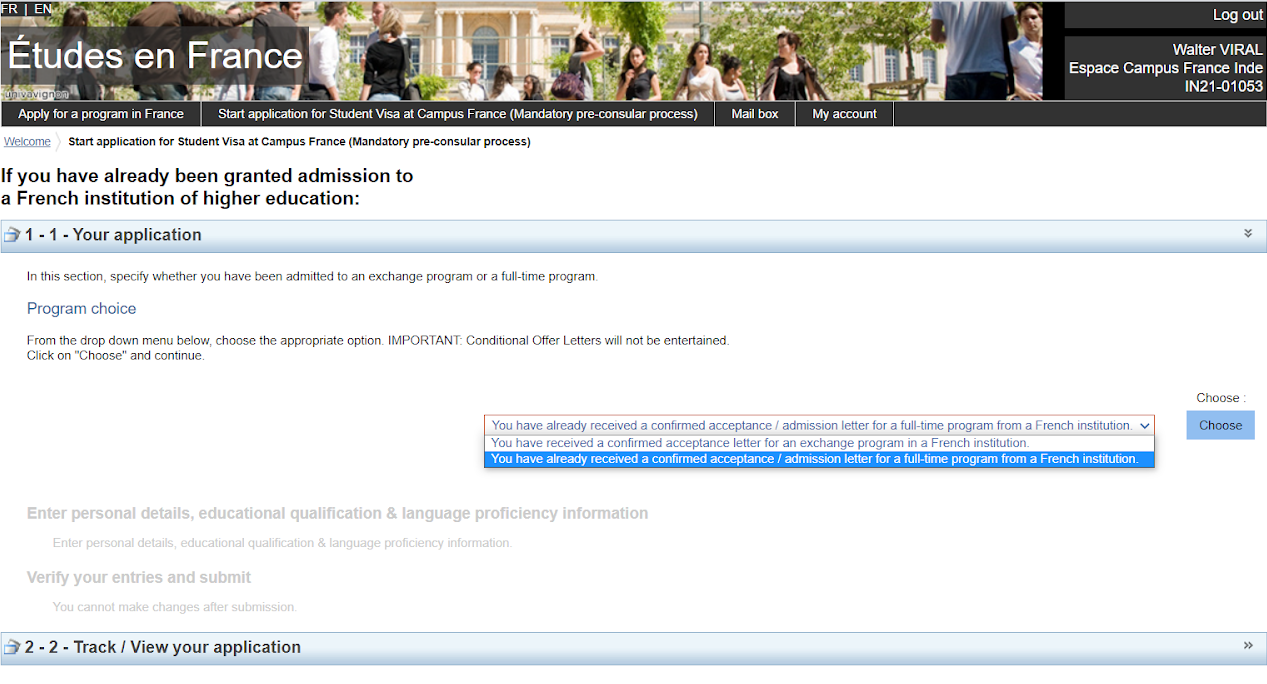 FR | EN
Log out
Études en France
Walter VIRAL
Espace Campus France Inde
IN21-01053
univavignon
Apply for a program in France
Start application for Student Visa at Campus France (Mandatory pre-consular process)
Mail box
My account
Welcome
Start application for Student Visa at Campus France (Mandatory pre-consular process)
If you have already been granted admission to
a French institution of higher education:
1 - 1 - Your application
In this section, specify whether you have been admitted to an exchange program or a full-time program.
Program choice
From the drop down menu below, choose the appropriate option. IMPORTANT: Conditional Offer Letters will not be entertained.
Click on "Choose" and continue.
Choose :
You have already received a confirmed acceptance / admission letter for a full-time program from a French institution.
Choose
You have received a confirmed acceptance letter for an exchange program in a French institution.
You have already received a confirmed acceptance / admission letter for a full-time program from a French institution.
Enter personal details, educational qualification & language proficiency information
Enter personal details, educational qualification & language proficiency information.
Verify your entries and submit
You cannot make changes after submission.
2 - 2 - Track / View your application